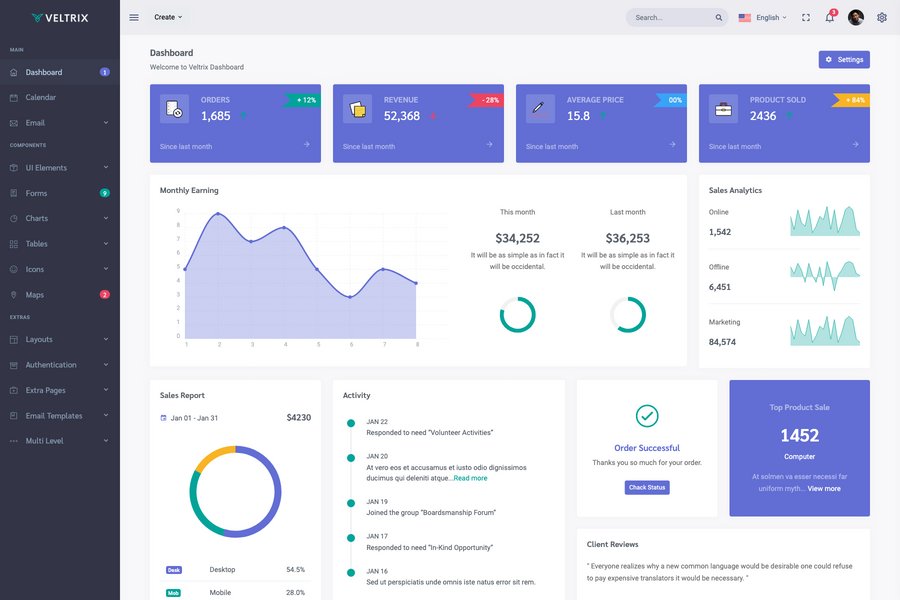 VELTRIX
Create
Search...
English
3
MAIN
Dashboard
1
Calendar
Email
COMPONENTS
UI Elements
Forms
9
Charts
Tables
Icons
Maps
2
EXTRAS
Layouts
Authentication
Extra Pages
Email Templates
Multi Level
Dashboard
Welcome to Veltrix Dashboard
Settings
ORDERS
+ 12%
1,685
Since last month
REVENUE
- 28%
52,368
Since last month
AVERAGE PRICE
00%
15.8
Since last month
PRODUCT SOLD
+ 84%
2436
Since last month
Monthly Earning
9
8
7
6
5
4
3
2
1
0
1 2 3 4 5 6 7 8
This month
$34,252
It will be as simple as in fact it
will be occidental.
Last month
$36,253
It will be as simple as in fact it
will be occidental.
Sales Analytics
Online
1,542
Offline
6,451
Marketing
84,574
Sales Report
Jan 01 - Jan 31
$4230
Desk Desktop 54.5%
Mob Mobile 28.0%
Activity
JAN 22
Responded to need “Volunteer Activities”
JAN 20
At vero eos et accusamus et iusto odio dignissimos
ducimus qui deleniti atque...Read more
JAN 19
Joined the group “Boardsmanship Forum”
JAN 17
Responded to need “In-Kind Opportunity”
JAN 16
Sed ut perspiciatis unde omnis iste natus error sit rem.
Order Successful
Thanks you so much for your order.
Chack Status
Top Product Sale
1452
Computer
At solmen va esser necessi far
uniform myth... View more
Client Reviews
" Everyone realizes why a new common language would be desirable one could refuse
to pay expensive translators it would be necessary. "